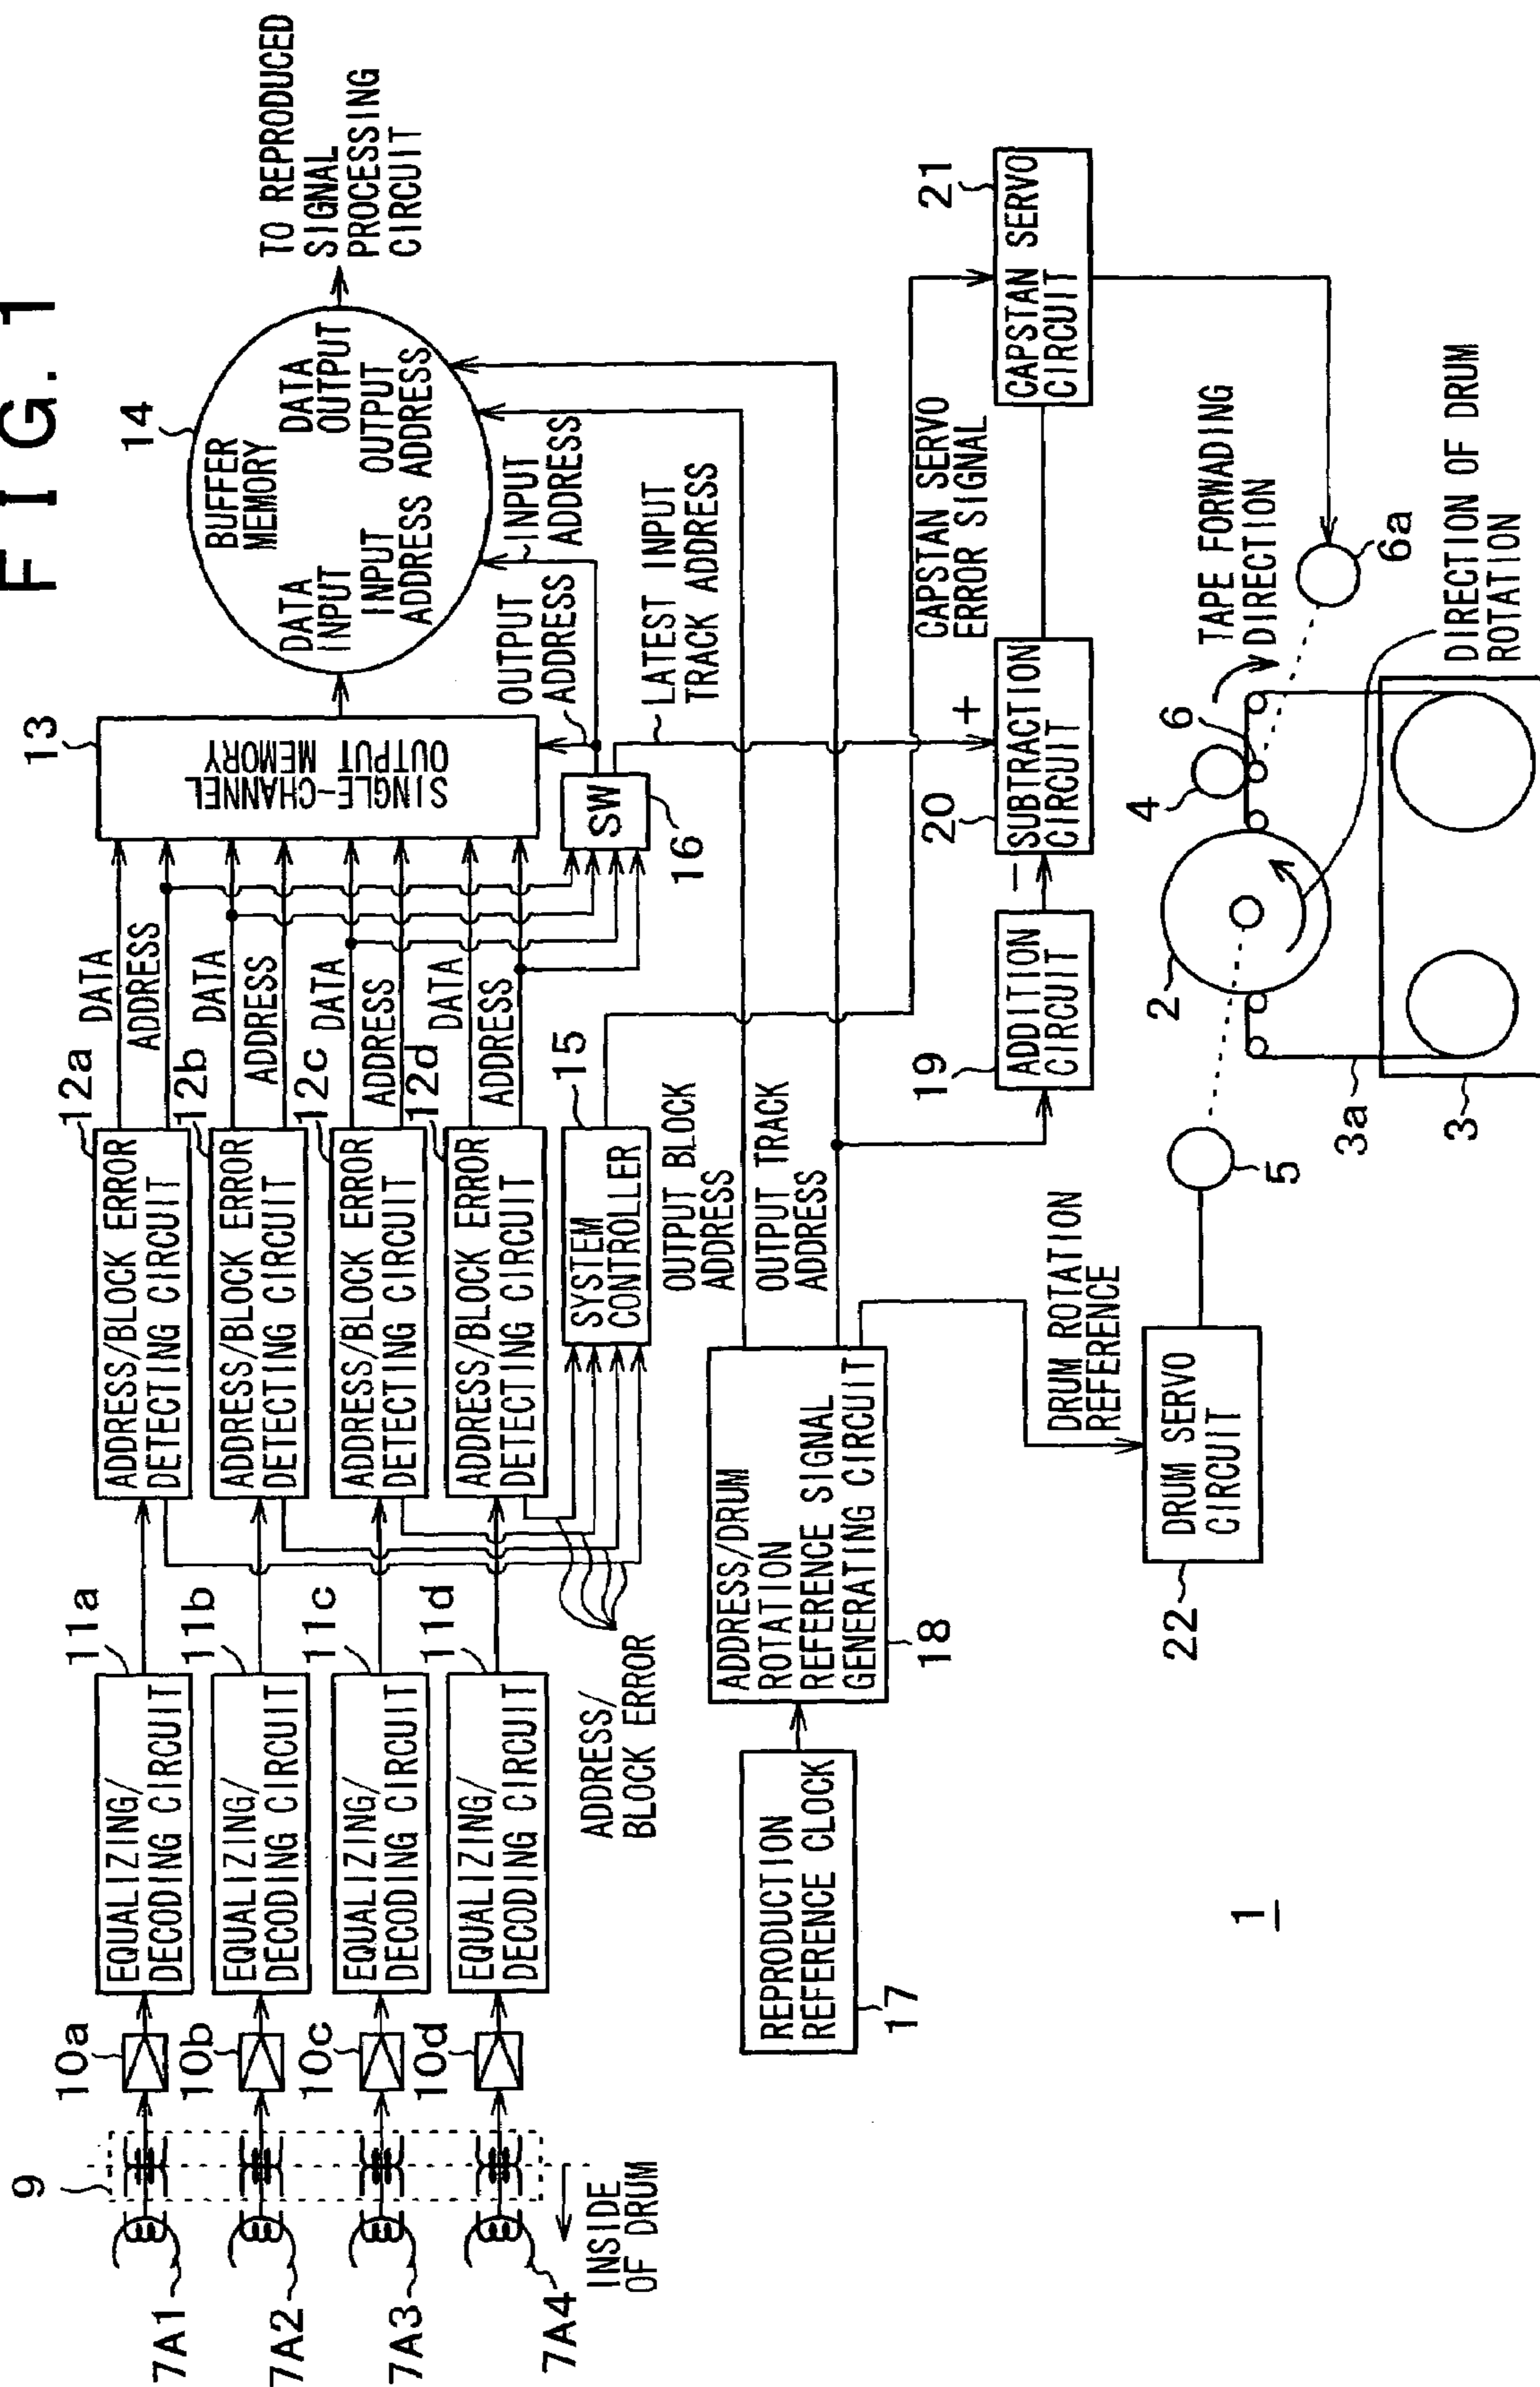 FIG. 1
9
7A1
7A2
7A3
7A4
INSIDE
OF DRUM
10a
10b
10c
10d
11a
EQUALIZING/
DECODING CIRCUIT
11b
EQUALIZING/
DECODING CIRCUIT
11c
EQUALIZING/
DECODING CIRCUIT
11d
EQUALIZING/
DECODING CIRCUIT
ADDRESS/
BLOCK ERROR
12a
ADDRESS/BLOCK ERROR
DETECTING CIRCUIT
12b
ADDRESS/BLOCK ERROR
DETECTING CIRCUIT
12c
ADDRESS/BLOCK ERROR
DETECTING CIRCUIT
12d
ADDRESS/BLOCK ERROR
DETECTING CIRCUIT
DATA
ADDRESS
DATA
ADDRESS
DATA
ADDRESS
DATA
ADDRESS
15
SYSTEM
CONTROLLER
13
SINGLE-CHANNEL
OUTPUT MEMORY
SW
16
OUTPUT
ADDRESS
INPUT
ADDRESS
LATEST INPUT
TRACK ADDRESS
14
BUFFER
MEMORY
DATA
INPUT
DATA
OUTPUT
INPUT
ADDRESS
OUTPUT
ADDRESS
TO REPRODUCED
SIGNAL
PROCESSING
CIRCUIT
REPRODUCTION
REFERENCE CLOCK
17
ADDRESS/DRUM
ROTATION
REFERENCE SIGNAL
GENERATING CIRCUIT
18
OUTPUT BLOCK
ADDRESS
OUTPUT TRACK
ADDRESS
DRUM ROTATION
REFERENCE
19
ADDITION
CIRCUIT
−
+
20
SUBTRACTION
CIRCUIT
CAPSTAN SERVO
ERROR SIGNAL
21
CAPSTAN SERVO
CIRCUIT
DRUM SERVO
CIRCUIT
22
5
2
4
6
6a
TAPE FORWADING
DIRECTION
DIRECTION OF DRUM
ROTATION
3a
3
1